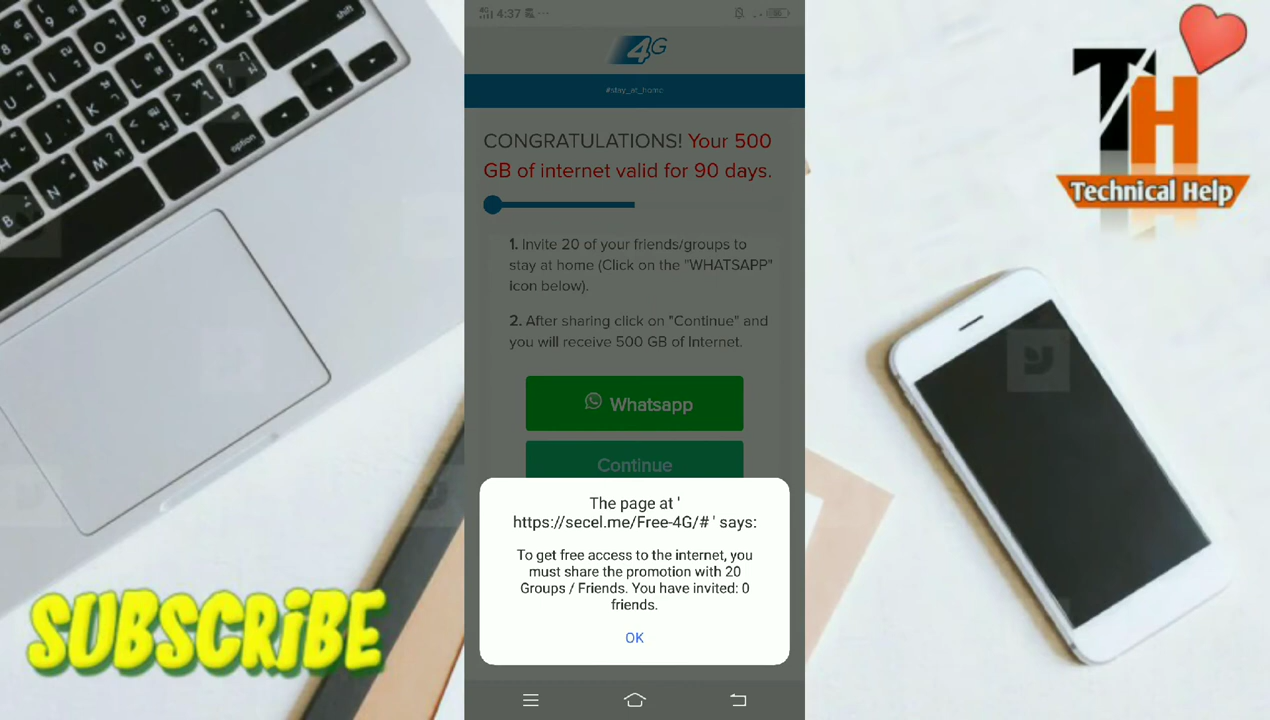 4:37
4G
#stay_at_home
CONGRATULATIONS! Your 500
GB of internet valid for 90 days.
1. Invite 20 of your friends/groups to
stay at home (Click on the "WHATSAPP"
icon below).
2. After sharing click on "Continue" and
you will receive 500 GB of Internet.
Whatsapp
Continue
The page at '
https://secel.me/Free-4G/# ' says:
To get free access to the internet, you
must share the promotion with 20
Groups / Friends. You have invited: 0
friends.
OK
TH
Technical Help
SUBSCRiBE
shift
option